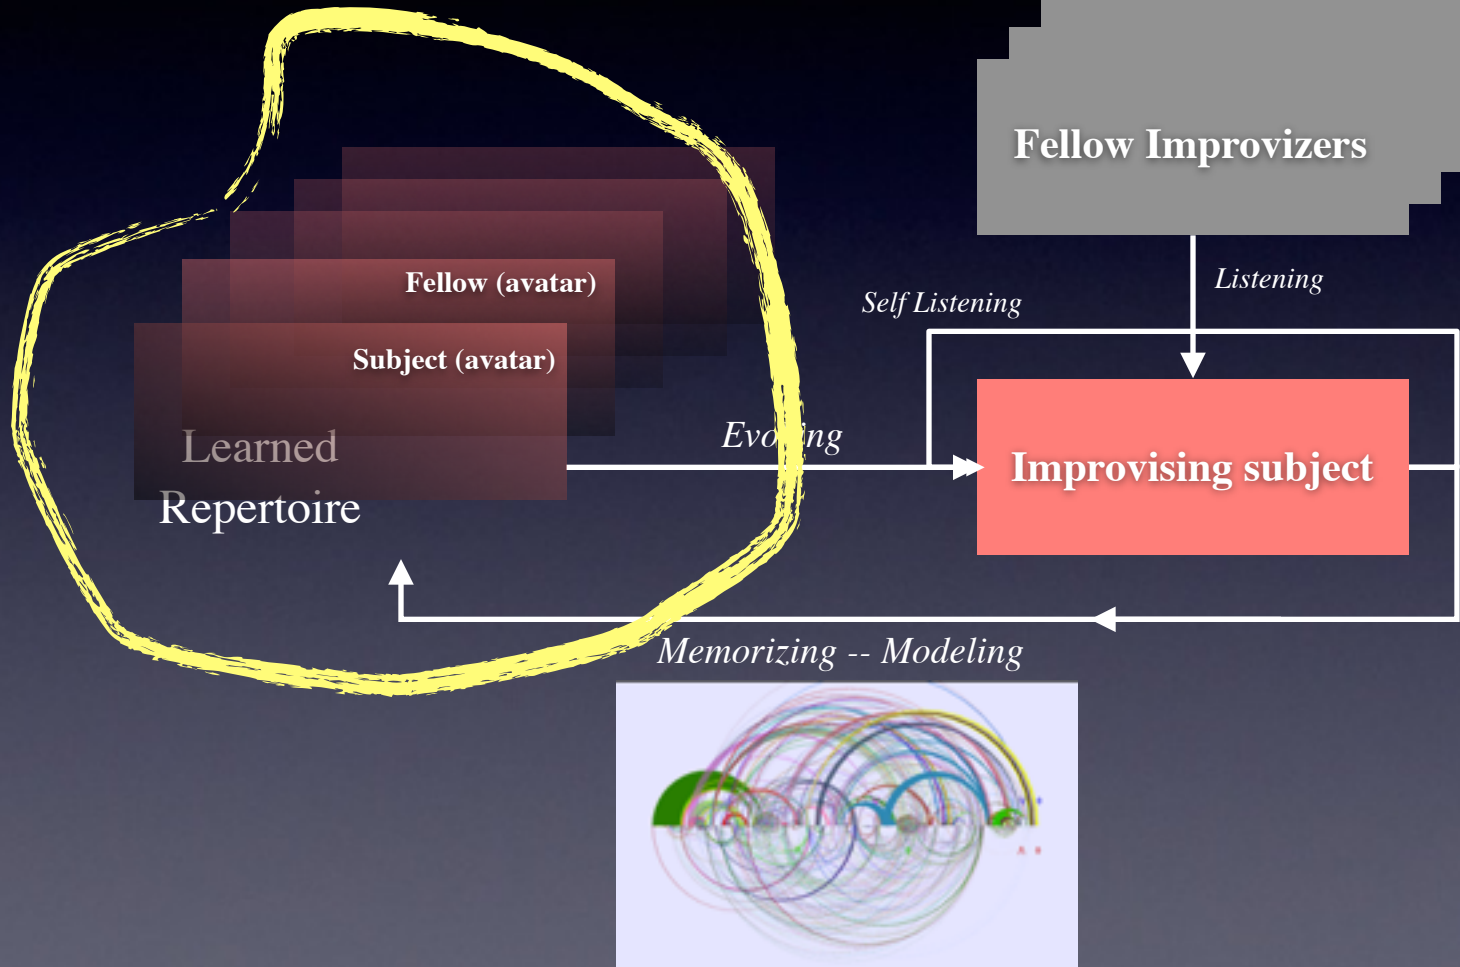 Fellow Improvizers
Listening
Self Listening
Fellow (avatar)
Subject (avatar)
Learned
Repertoire
Improvising subject
Memorizing -- Modeling